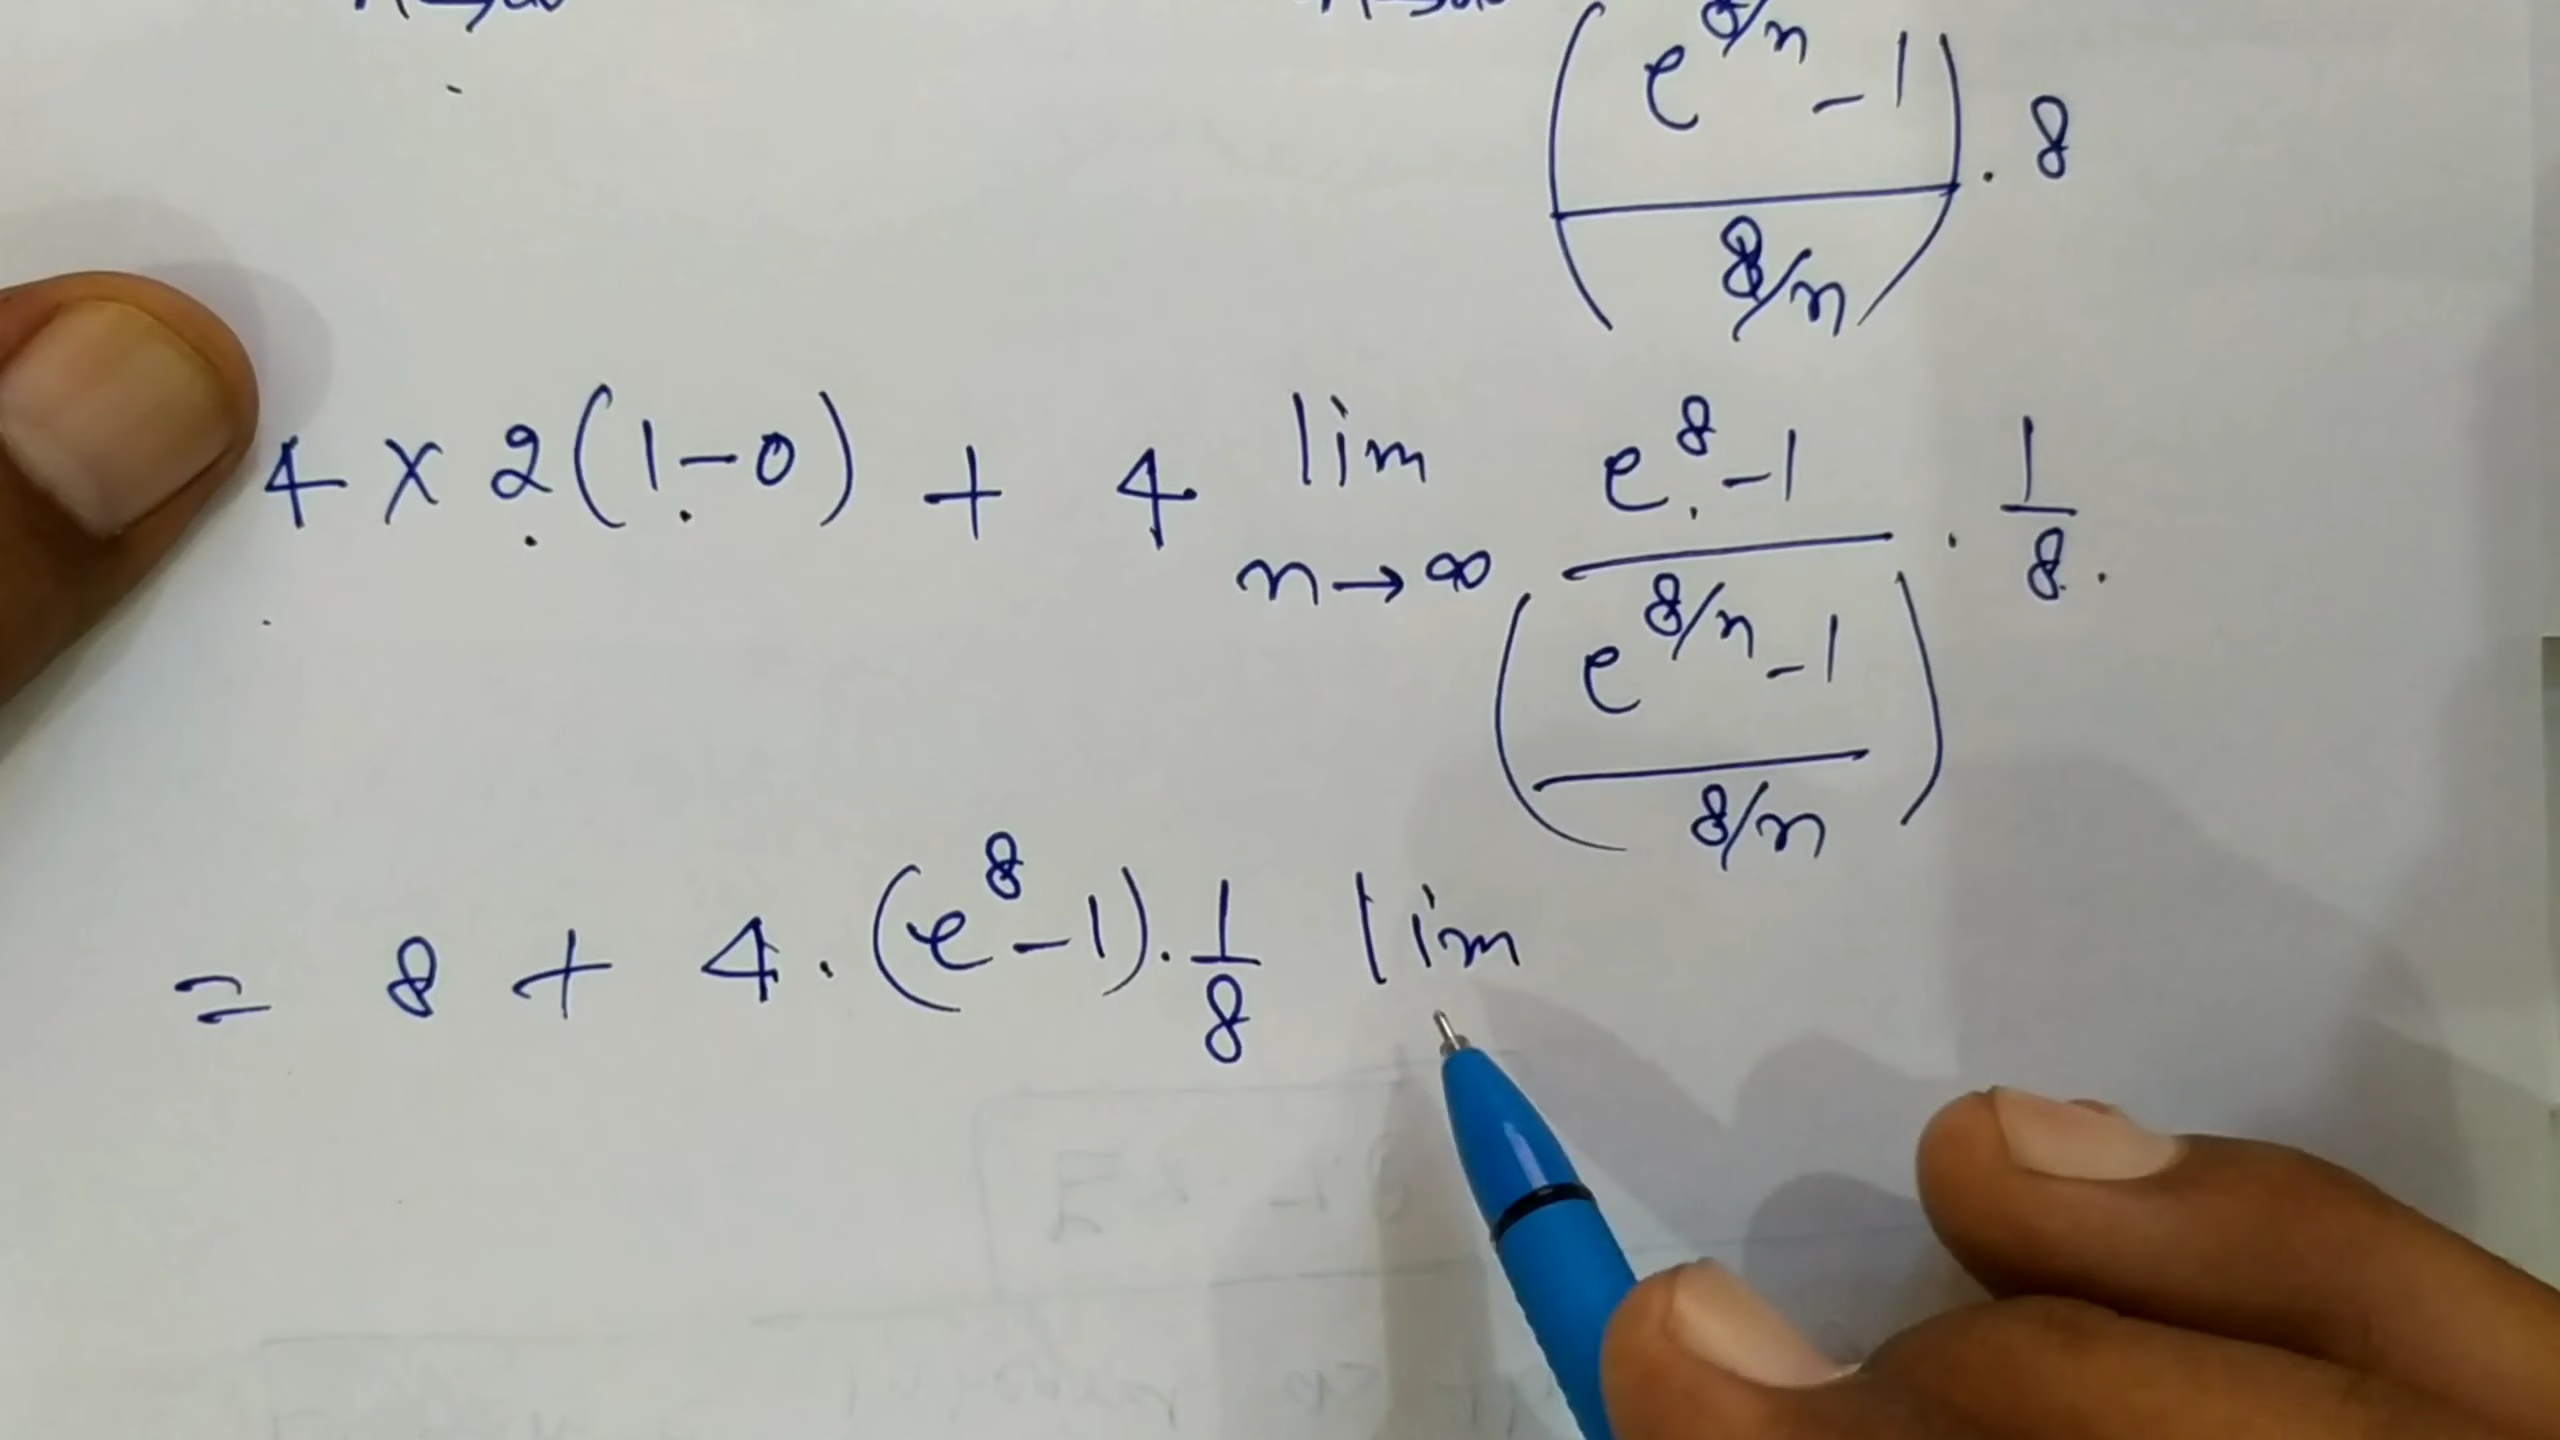 (e^8/n - 1) / (8/n) . 8
4 × 2(1-0) + 4 lim n→∞ (e^8 - 1) / ((e^8/n - 1) / (8/n)) . 1/8
= 8 + 4 . (e^8 - 1) . 1/8 lim